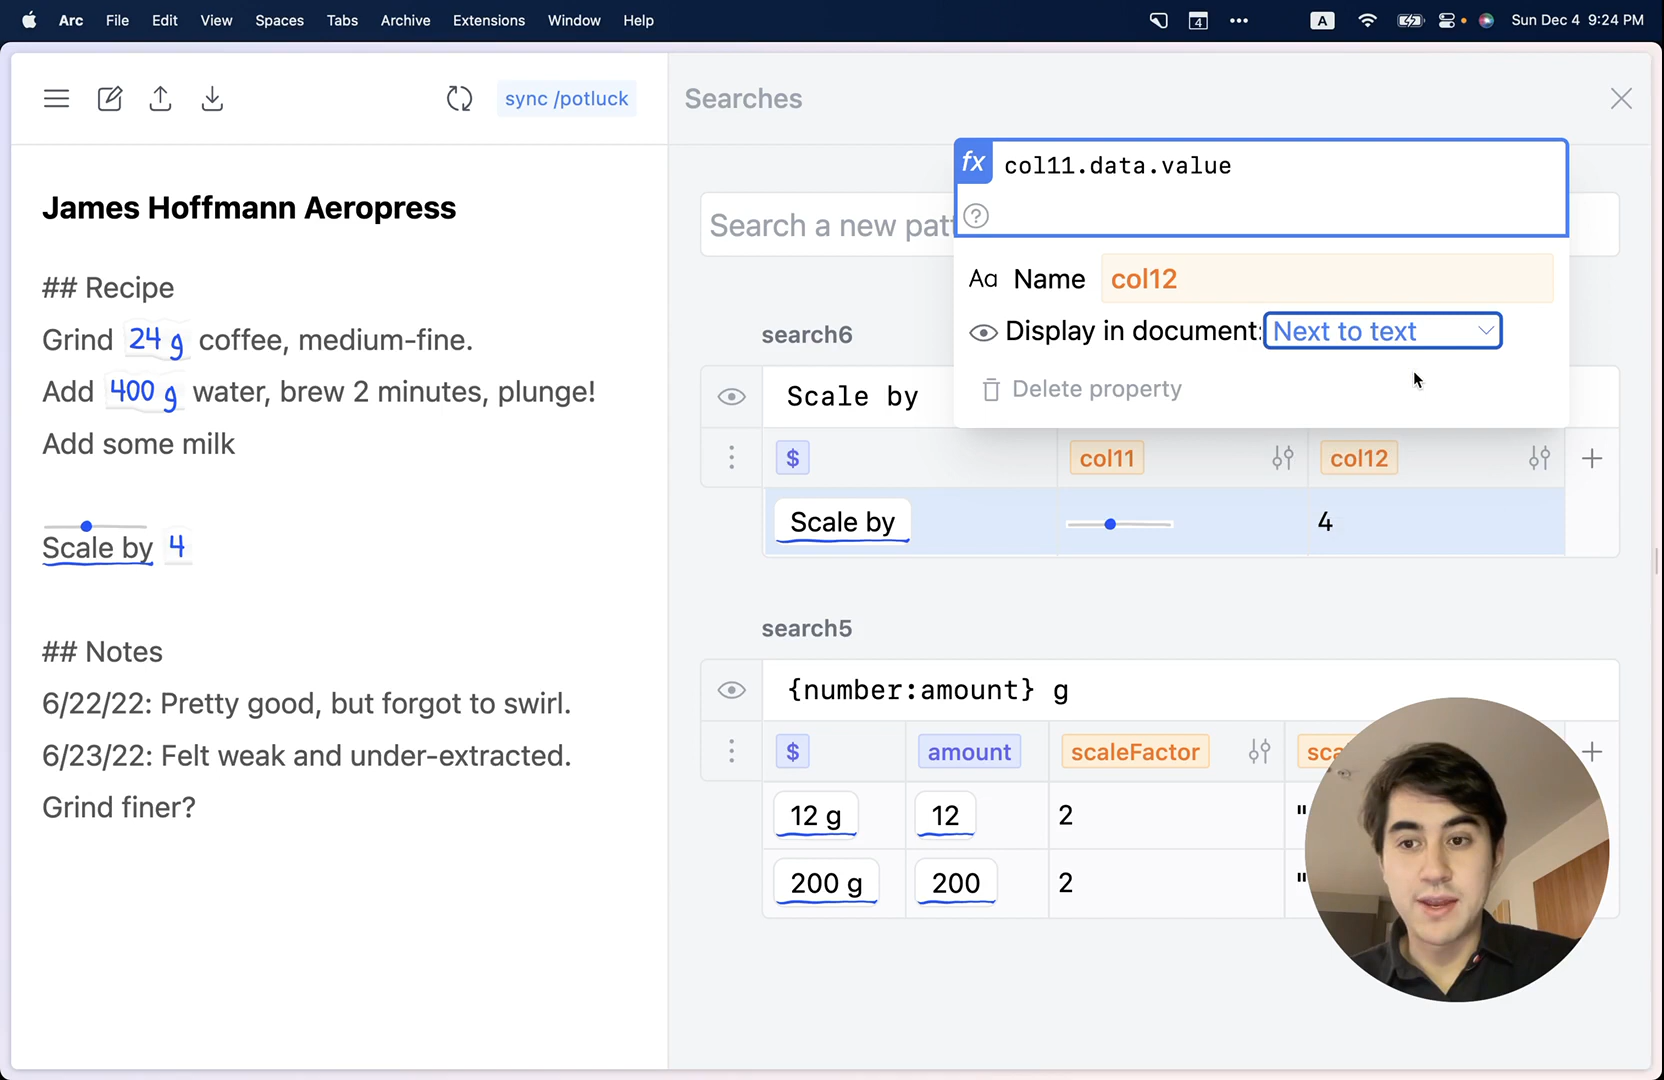 Arc File Edit View Spaces Tabs Archive Extensions Window Help 4 A Sun Dec 4 9:24 PM
sync /potluck
James Hoffmann Aeropress
## Recipe
Grind 24 g coffee, medium-fine.
Add 400 g water, brew 2 minutes, plunge!
Add some milk
Scale by 4
## Notes
6/22/22: Pretty good, but forgot to swirl.
6/23/22: Felt weak and under-extracted.
Grind finer?
Searches
fx col11.data.value
?
Search a new
Aa Name col12
Display in document: Next to text
Delete property
search6
Scale by
$ col11 col12 +
Scale by 4
search5
{number:amount} g
$ amount scaleFactor +
12 g 12 2 "
200 g 200 2 "